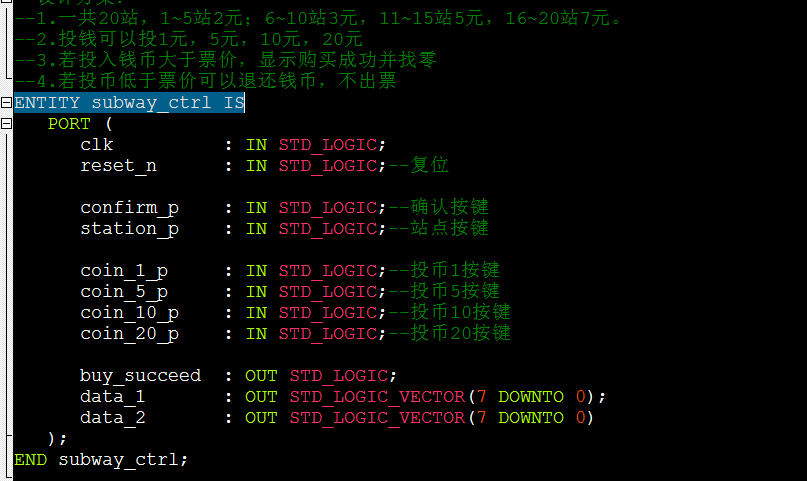 --1.一共20站，1~5站2元；6~10站3元，11~15站5元，16~20站7元。
--2.投钱可以投1元，5元，10元，20元
--3.若投入钱币大于票价，显示购买成功并找零
--4.若投币低于票价可以退还钱币，不出票
ENTITY subway_ctrl IS
PORT (
clk : IN STD_LOGIC;
reset_n : IN STD_LOGIC;--复位
confirm_p : IN STD_LOGIC;--确认按键
station_p : IN STD_LOGIC;--站点按键
coin_1_p : IN STD_LOGIC;--投币1按键
coin_5_p : IN STD_LOGIC;--投币5按键
coin_10_p : IN STD_LOGIC;--投币10按键
coin_20_p : IN STD_LOGIC;--投币20按键
buy_succeed : OUT STD_LOGIC;
data_1 : OUT STD_LOGIC_VECTOR(7 DOWNTO 0);
data_2 : OUT STD_LOGIC_VECTOR(7 DOWNTO 0)
);
END subway_ctrl;